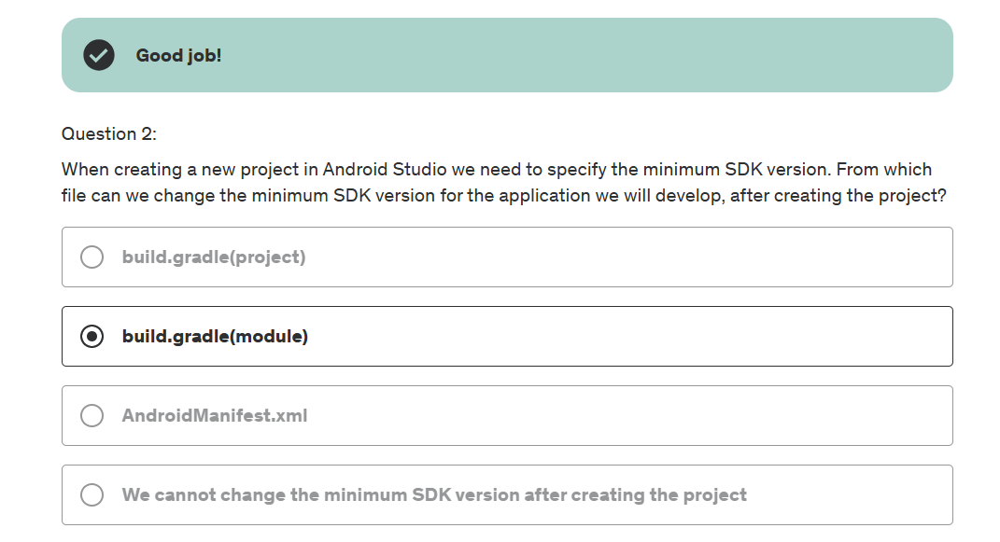 Good job!
Question 2:
When creating a new project in Android Studio we need to specify the minimum SDK version. From which
file can we change the minimum SDK version for the application we will develop, after creating the project?
build.gradle(project)
build.gradle(module)
AndroidManifest.xml
We cannot change the minimum SDK version after creating the project